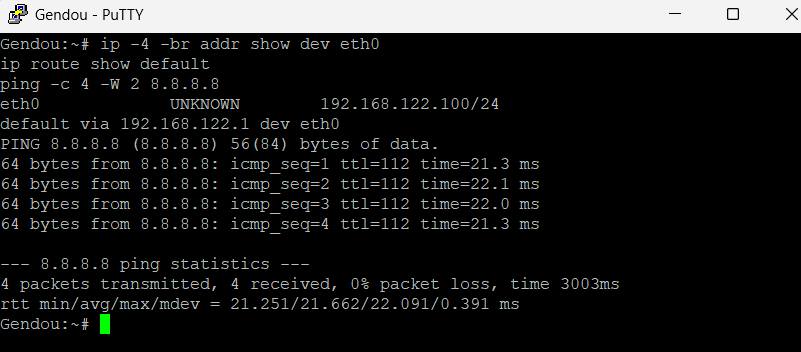 Gendou - PuTTY
Gendou:~# ip -4 -br addr show dev eth0
ip route show default
ping -c 4 -W 2 8.8.8.8
eth0             UNKNOWN        192.168.122.100/24
default via 192.168.122.1 dev eth0
PING 8.8.8.8 (8.8.8.8) 56(84) bytes of data.
64 bytes from 8.8.8.8: icmp_seq=1 ttl=112 time=21.3 ms
64 bytes from 8.8.8.8: icmp_seq=2 ttl=112 time=22.1 ms
64 bytes from 8.8.8.8: icmp_seq=3 ttl=112 time=22.0 ms
64 bytes from 8.8.8.8: icmp_seq=4 ttl=112 time=21.3 ms

--- 8.8.8.8 ping statistics ---
4 packets transmitted, 4 received, 0% packet loss, time 3003ms
rtt min/avg/max/mdev = 21.251/21.662/22.091/0.391 ms
Gendou:~#